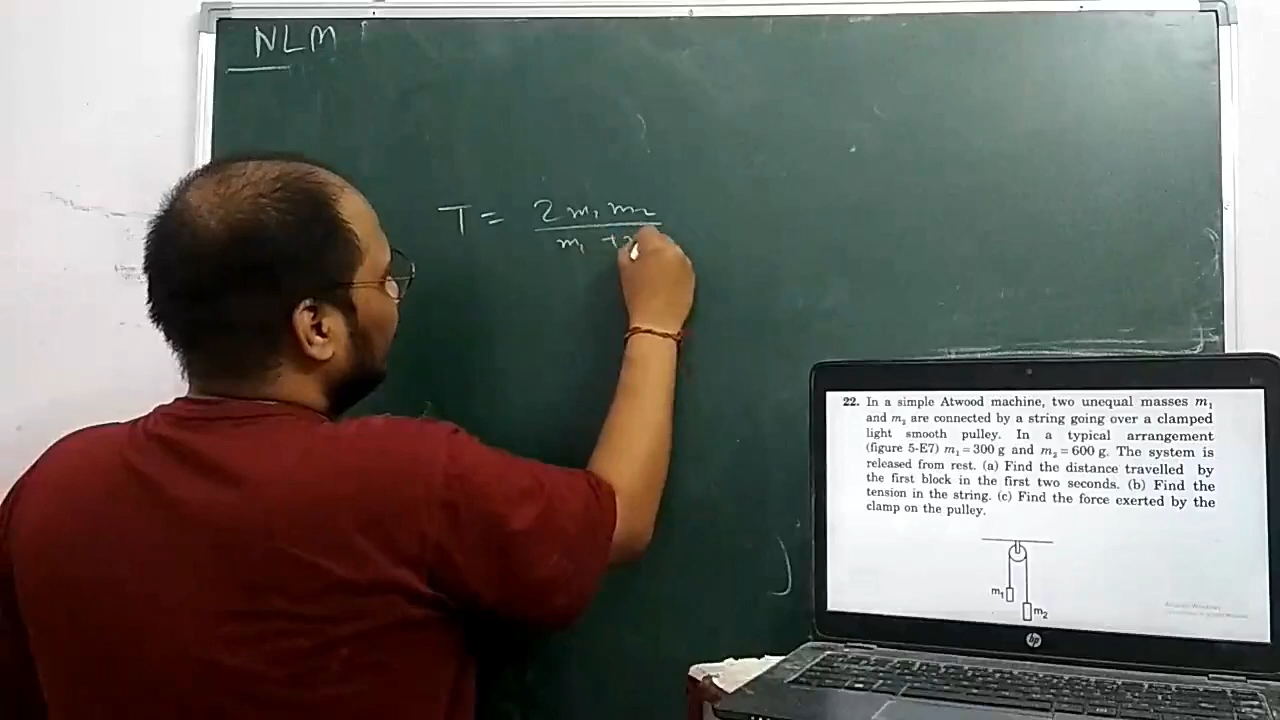 NLM
T = 2 m₁ m₂
m₁ +
22. In a simple Atwood machine, two unequal masses m₁
and m₂ are connected by a string going over a clamped
light smooth pulley. In a typical arrangement
(figure 5-E7) m₁ = 300 g and m₂ = 600 g. The system is
released from rest. (a) Find the distance travelled by
the first block in the first two seconds. (b) Find the
tension in the string. (c) Find the force exerted by the
clamp on the pulley.
m₁
m₂
hp